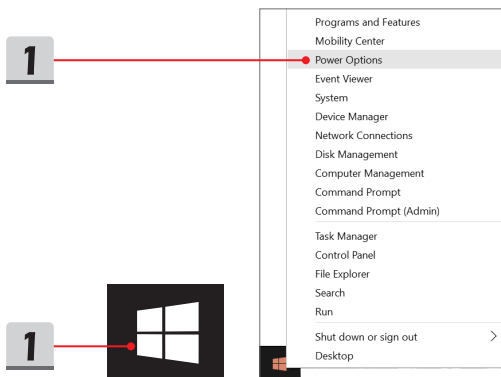 Programs and Features
Mobility Center
1
Power Options
Event Viewer
System
Device Manager
Network Connections
Disk Management
Computer Management
Command Prompt
Command Prompt (Admin)
Task Manager
Control Panel
File Explorer
Search
Run
1
Shut down or sign out
Desktop